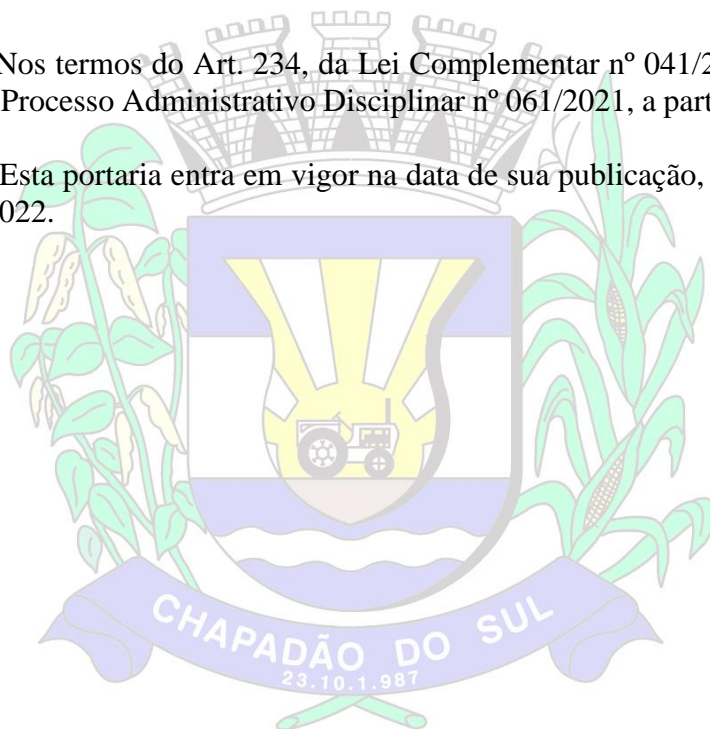 Nos termos do Art. 234, da Lei Complementar nº 041/2
Processo Administrativo Disciplinar nº 061/2021, a part
Esta portaria entra em vigor na data de sua publicação,
022.
CHAPADÃO DO SUL
23.10.1.987